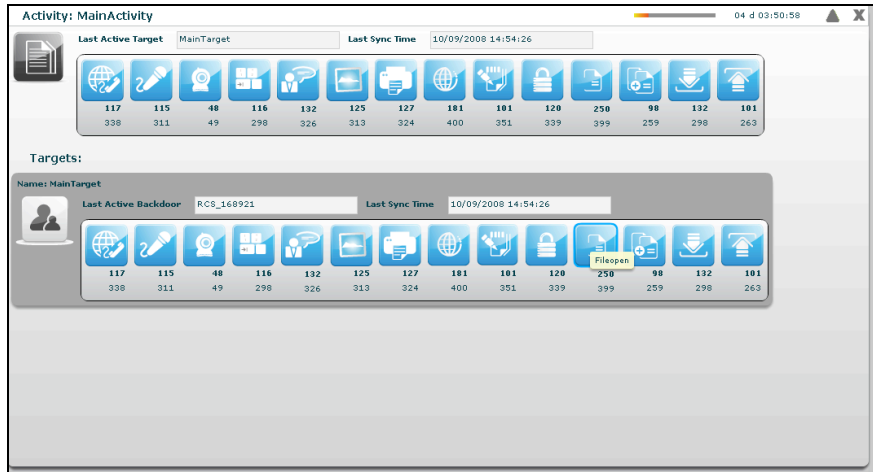 Activity: MainActivity 04 d 03:50:58 X
Last Active Target MainTarget Last Sync Time 10/09/2008 14:54:26
117 115 48 116 132 125 127 181 101 120 250 98 132 101
338 311 49 298 326 313 324 400 351 339 399 259 298 263
Targets:
Name: MainTarget
Last Active Backdoor RCS_168921 Last Sync Time 10/09/2008 14:54:26
Fileopen
117 115 48 116 132 125 127 181 101 120 250 98 132 101
338 311 49 298 326 313 324 400 351 339 399 259 298 263